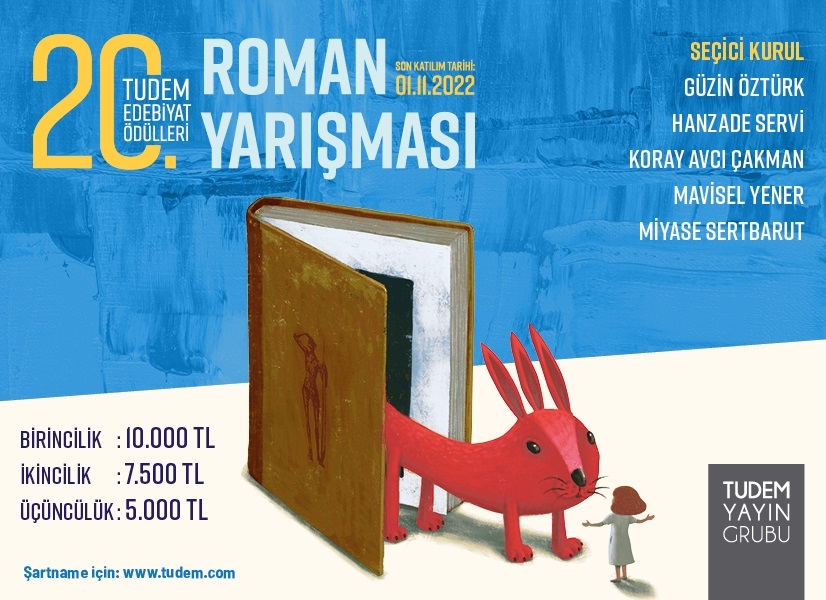 20.
TUDEM
EDEBİYAT
ÖDÜLLERİ
ROMAN
YARIŞMASI
SON KATILIM TARİHİ:
01.11.2022
SEÇİCİ KURUL
GÜZİN ÖZTÜRK
HANZADE SERVİ
KORAY AVCI ÇAKMAN
MAVİSEL YENER
MİYASE SERTBARUT
BİRİNCİLİK : 10.000 TL
İKİNCİLİK : 7.500 TL
ÜÇÜNCÜLÜK : 5.000 TL
Şartname için: www.tudem.com
TUDEM
YAYIN
GRUBU